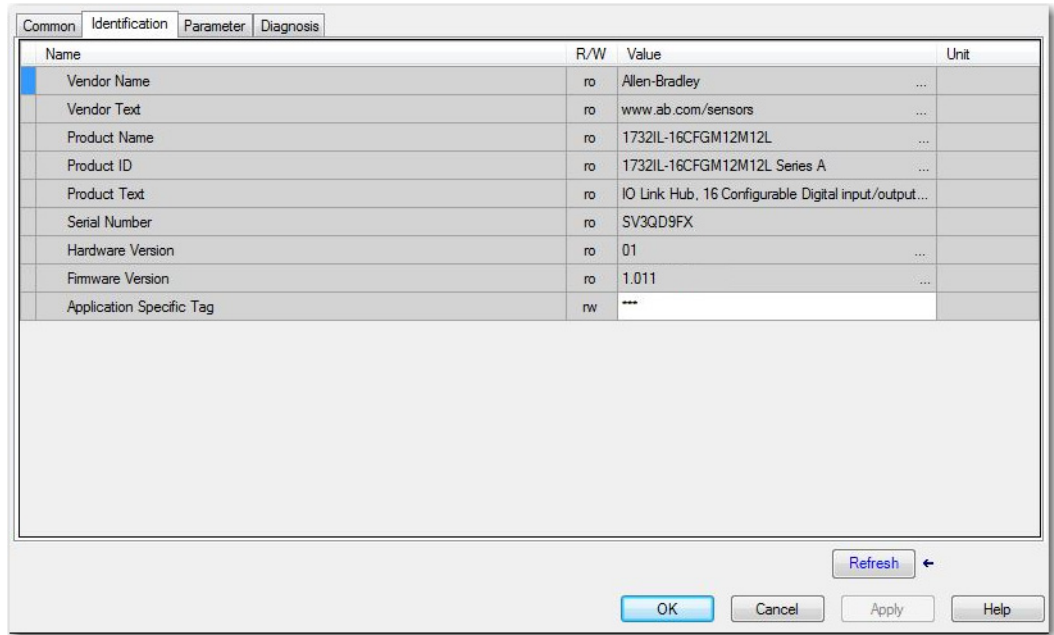 Common Identification Parameter Diagnosis
Name R/W Value Unit
Vendor Name ro Allen-Bradley ...
Vendor Text ro www.ab.com/sensors ...
Product Name ro 1732IL-16CFGM12M12L ...
Product ID ro 1732IL-16CFGM12M12L Series A ...
Product Text ro IO Link Hub, 16 Configurable Digital input/output...
Serial Number ro SV3QD9FX
Hardware Version ro 01 ...
Firmware Version ro 1.011 ...
Application Specific Tag rw ***
Refresh ←
OK Cancel Apply Help